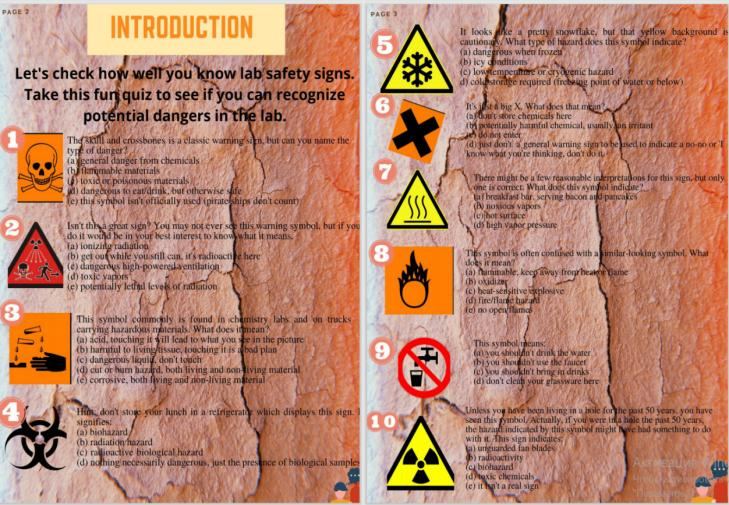 PAGE 2
INTRODUCTION
Let's check how well you know lab safety signs.
Take this fun quiz to see if you can recognize
potential dangers in the lab.
1
The skull and crossbones is a classic warning sign, but can you name the
type of danger?
(a) general danger from chemicals
(b) flammable materials
(c) toxic or poisonous materials
(d) dangerous to eat/drink, but otherwise safe
(e) this symbol isn't officially used (pirate ships don't count)
2
Isn't this a great sign? You may not ever see this warning symbol, but if you
do it would be in your best interest to know what it means.
(a) ionizing radiation
(b) get out while you still can, it's radioactive here
(c) dangerous high-powered ventilation
(d) toxic vapors
(e) potentially lethal levels of radiation
3
This symbol commonly is found in chemistry labs and on trucks
carrying hazardous materials. What does it mean?
(a) acid, touching it will lead to what you see in the picture
(b) harmful to living tissue, touching it is a bad plan
(c) dangerous liquid, don't touch
(d) cut or burn hazard, both living and non-living material
(e) corrosive, both living and non-living material
4
Hint: don't store your lunch in a refrigerator which displays this sign. I
signifies:
(a) biohazard
(b) radiation hazard
(c) radioactive biological hazard
(d) nothing necessarily dangerous, just the presence of biological samples
PAGE 3
5
It looks like a pretty snowflake, but that yellow background is
cautionary. What type of hazard does this symbol indicate?
(a) dangerous when frozen
(b) icy conditions
(c) low temperature or cryogenic hazard
d) cold storage required (freezing point of water or below)
6
It's just a big X. What does that mean?
(a) don't store chemicals here
(b) potentially harmful chemical, usually an irritant
(c) do not enter
(d) just don't. a general warning sign to be used to indicate a no-no or 'I
know what you're thinking, don't do it.
7
There might be a few reasonable interpretations for this sign, but only
one is correct. What does this symbol indicate?
(a) breakfast bar, serving bacon and pancakes
(b) noxious vapors
(c) hot surface
(d) high vapor pressure
8
This symbol is often confused with a similar-looking symbol. What
does it mean?
(a) flammable, keep away from heat or flame
(b) oxidizer
(c) heat-sensitive explosive
(d) fire/flame hazard
(e) no open flames
9
This symbol means:
(a) you shouldn't drink the water
(b) you shouldn't use the faucet
(c) you shouldn't bring in drinks
(d) don't clean your glassware here
10
Unless you have been living in a hole for the past 50 years, you have
seen this symbol. Actually, if you were in a hole the past 50 years,
the hazard indicated by this symbol might have had something to do
with it. This sign indicates:
(a) unguarded fan blades
(b) radioactivity
(c) biohazard
(d) toxic chemicals
(e) it isn't a real sign